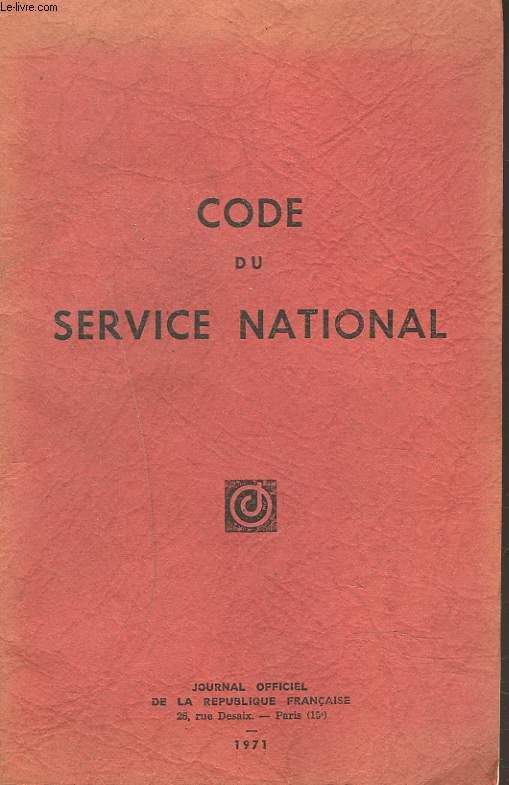 Le-livre.com
CODE
DU
SERVICE NATIONAL
JOURNAL OFFICIEL
DE LA REPUBLIQUE FRANÇAISE
26, rue Desaix. — Paris (15e)
—
1971